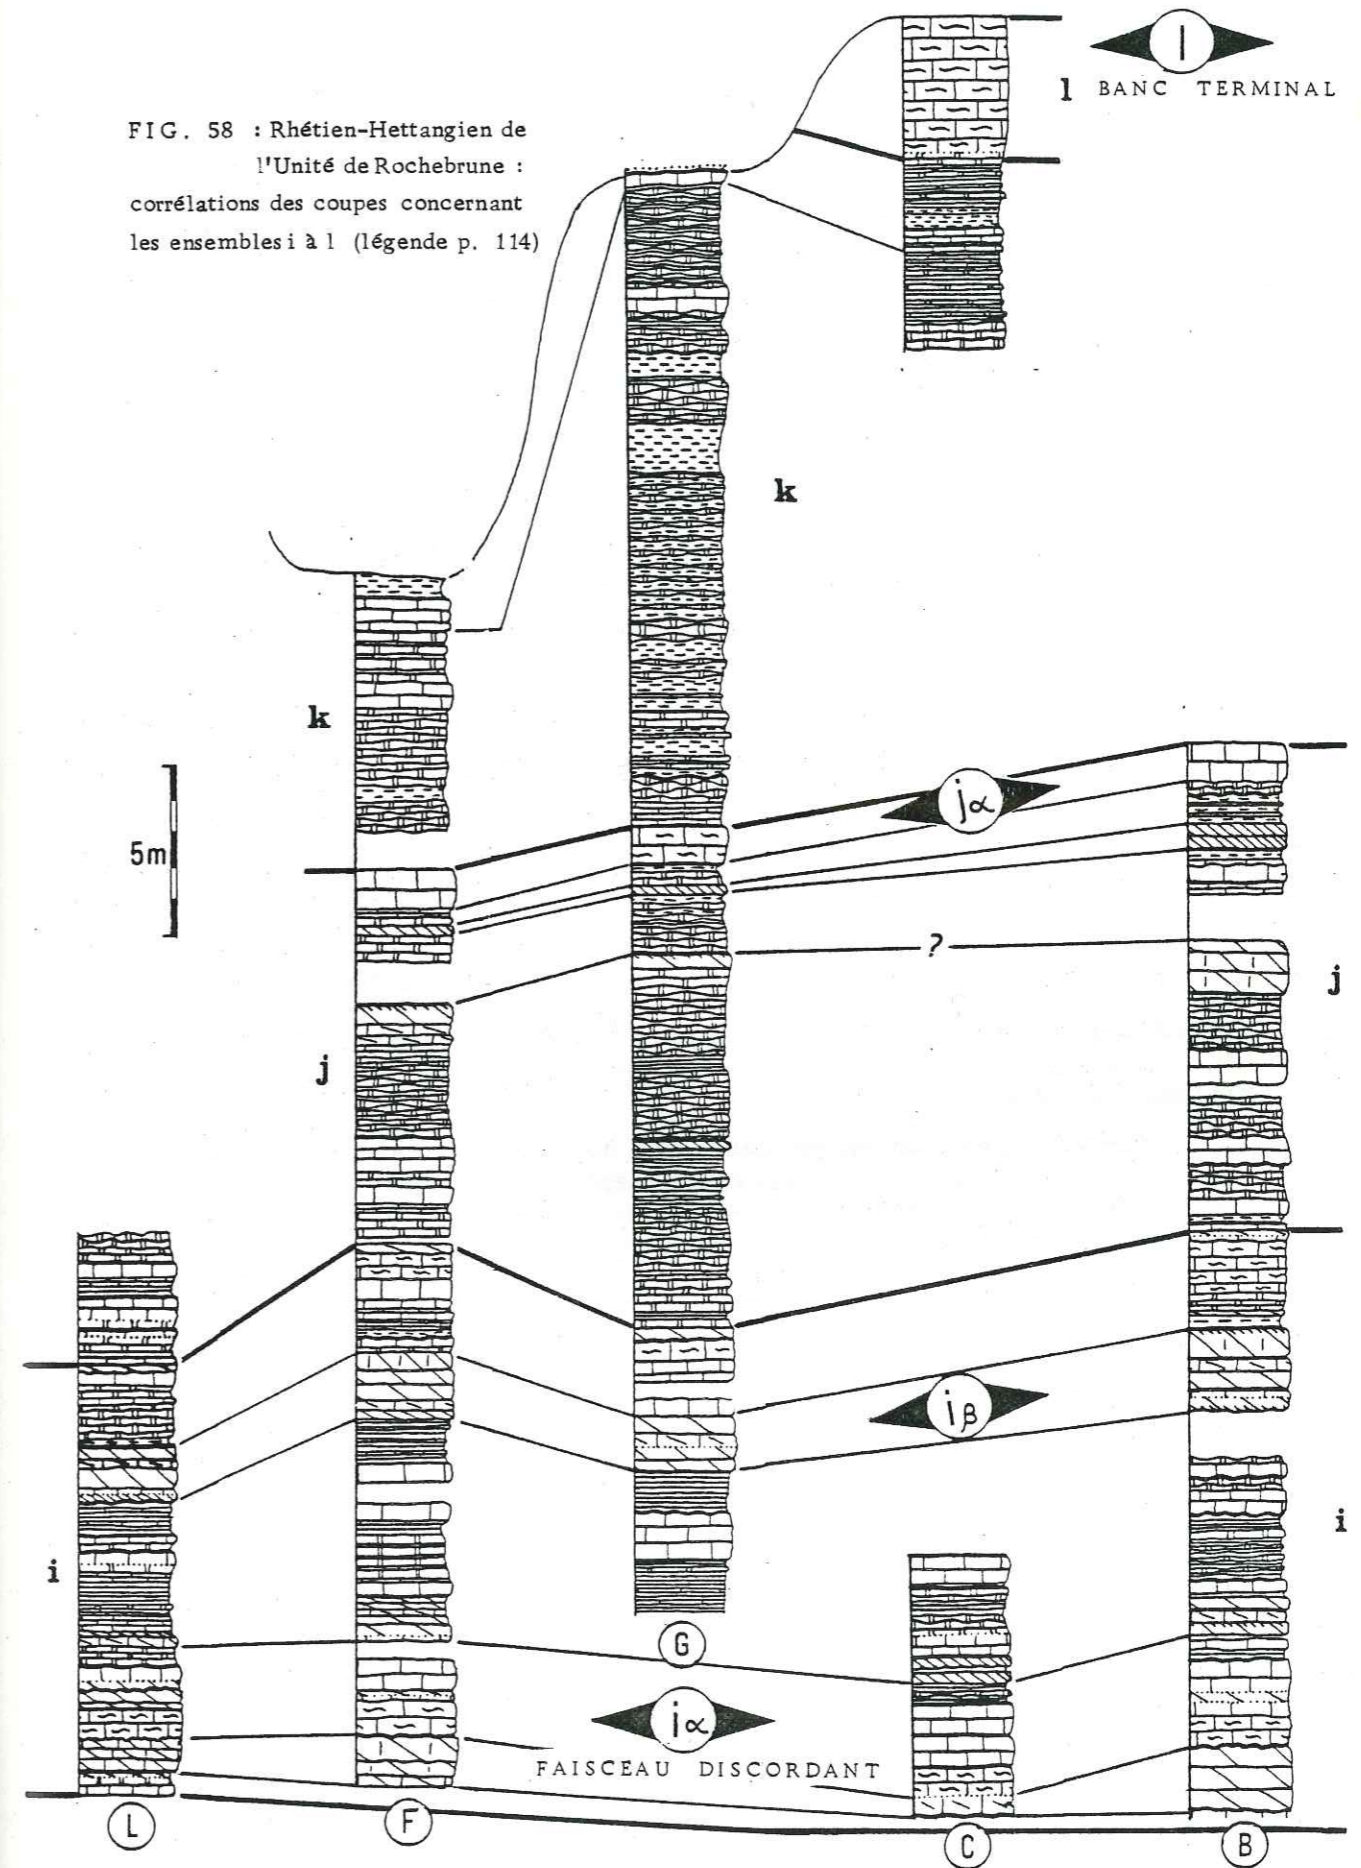 l
l BANC TERMINAL
FIG. 58 : Rhétien-Hettangien de
l'Unité de Rochebrune :
corrélations des coupes concernant
les ensembles i à l (légende p. 114)
k
k
jα
5m
?
j
j
iβ
i
i
G
iα
FAISCEAU DISCORDANT
L
F
C
B